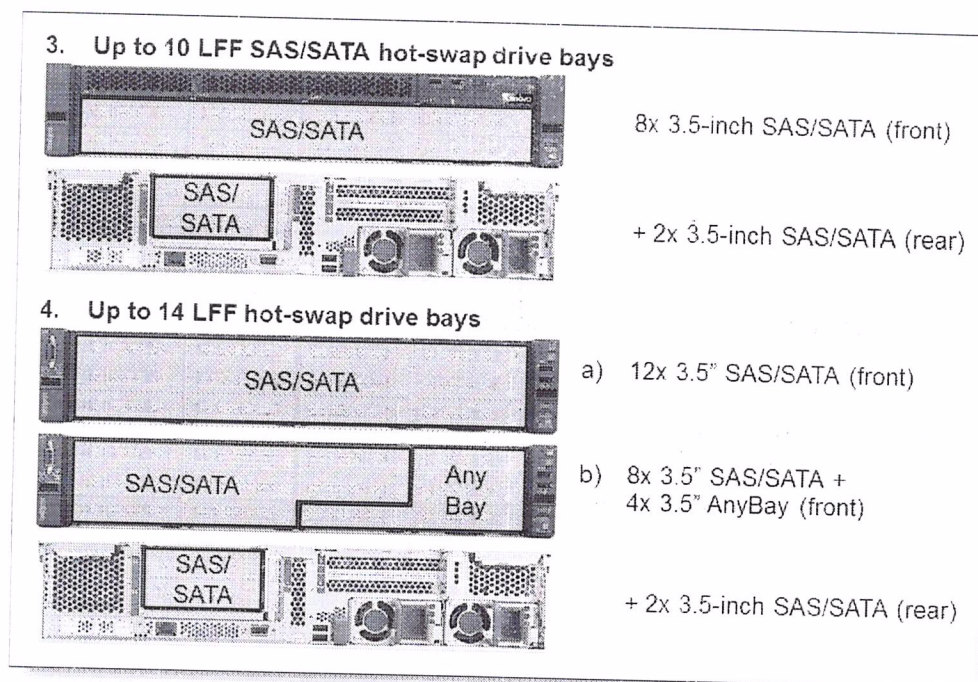 3. Up to 10 LFF SAS/SATA hot-swap drive bays
SAS/SATA
8x 3.5-inch SAS/SATA (front)
SAS/
SATA
+ 2x 3.5-inch SAS/SATA (rear)
4. Up to 14 LFF hot-swap drive bays
SAS/SATA
a) 12x 3.5” SAS/SATA (front)
SAS/SATA
Any
Bay
b) 8x 3.5” SAS/SATA +
4x 3.5” AnyBay (front)
SAS/
SATA
+ 2x 3.5-inch SAS/SATA (rear)